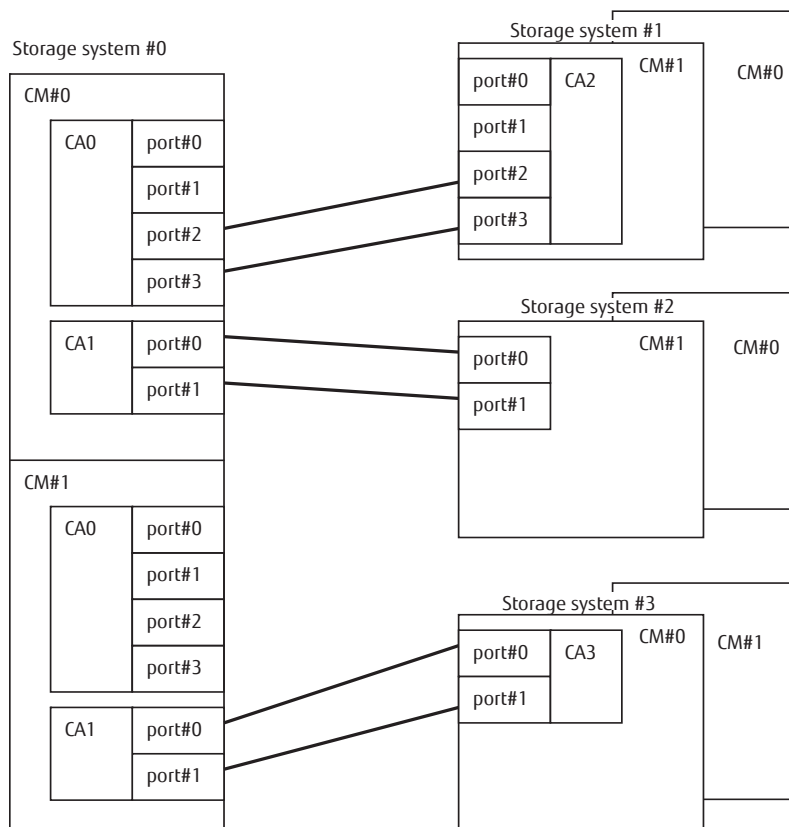 Storage system #0
CM#0
CA0
port#0
port#1
port#2
port#3
CA1
port#0
port#1
CM#1
CA0
port#0
port#1
port#2
port#3
CA1
port#0
port#1
Storage system #1
port#0
CA2
CM#1
CM#0
port#1
port#2
port#3
Storage system #2
port#0
CM#1
CM#0
port#1
Storage system #3
port#0
CA3
CM#0
CM#1
port#1